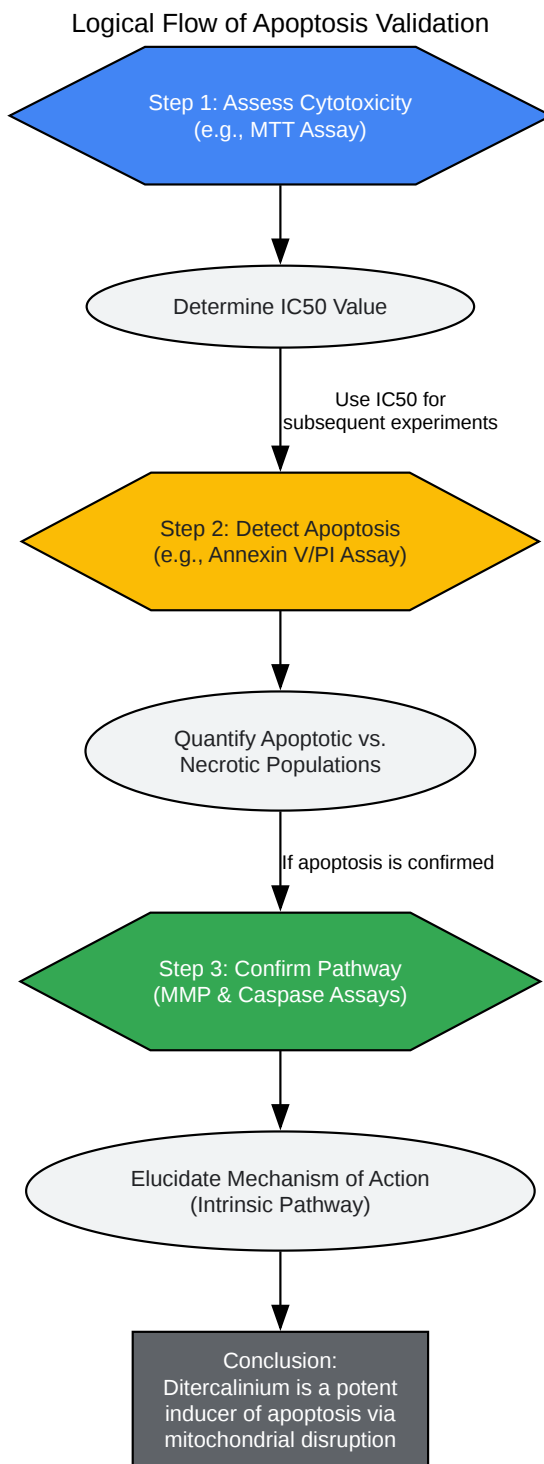 Logical Flow of Apoptosis Validation
Step 1: Assess Cytotoxicity
(e.g., MTT Assay)
Determine IC50 Value
Use IC50 for
subsequent experiments
Step 2: Detect Apoptosis
(e.g., Annexin V/PI Assay)
Quantify Apoptotic vs.
Necrotic Populations
If apoptosis is confirmed
Step 3: Confirm Pathway
(MMP & Caspase Assays)
Elucidate Mechanism of Action
(Intrinsic Pathway)
Conclusion:
Ditercalinium is a potent
inducer of apoptosis via
mitochondrial disruption